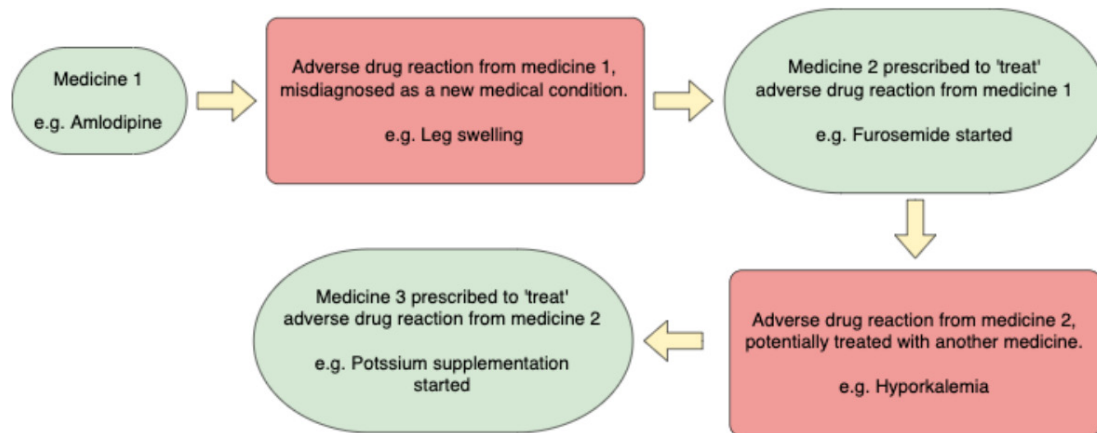 Medicine 1
e.g. Amlodipine
Adverse drug reaction from medicine 1,
misdiagnosed as a new medical condition.
e.g. Leg swelling
Medicine 2 prescribed to 'treat'
adverse drug reaction from medicine 1
e.g. Furosemide started
Adverse drug reaction from medicine 2,
potentially treated with another medicine.
e.g. Hyporkalemia
Medicine 3 prescribed to 'treat'
adverse drug reaction from medicine 2
e.g. Potssium supplementation
started